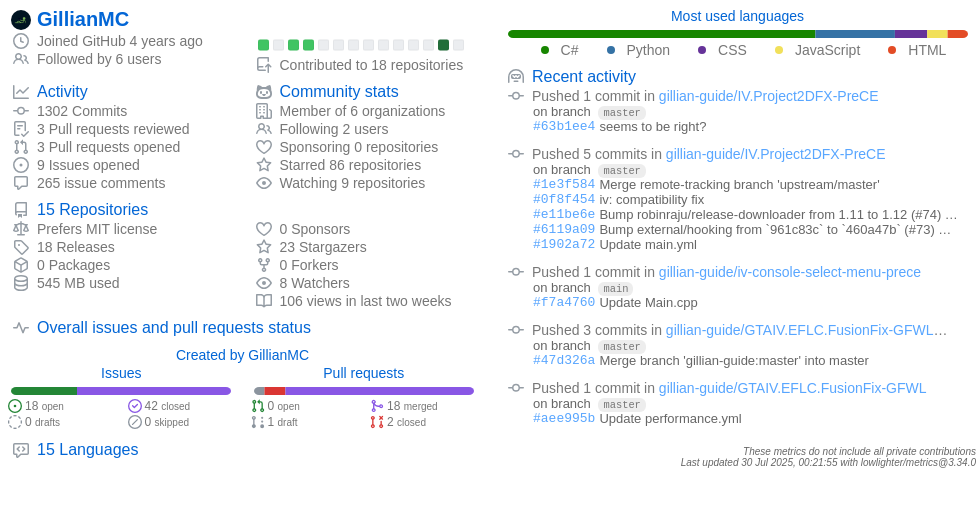 GillianMC
Joined GitHub 4 years ago
Followed by 6 users
Contributed to 18 repositories
Activity
1302 Commits
3 Pull requests reviewed
3 Pull requests opened
9 Issues opened
265 issue comments
Community stats
Member of 6 organizations
Following 2 users
Sponsoring 0 repositories
Starred 86 repositories
Watching 9 repositories
15 Repositories
Prefers MIT license
18 Releases
0 Packages
545 MB used
0 Sponsors
23 Stargazers
0 Forkers
8 Watchers
106 views in last two weeks
Overall issues and pull requests status
Created by GillianMC
Issues
18 open
42 closed
0 drafts
0 skipped
Pull requests
0 open
18 merged
1 draft
2 closed
15 Languages
Most used languages
C# Python CSS JavaScript HTML
Recent activity
Pushed 1 commit in gillian-guide/IV.Project2DFX-PreCE
on branch master
#63b1ee4 seems to be right?
Pushed 5 commits in gillian-guide/IV.Project2DFX-PreCE
on branch master
#1e3f584 Merge remote-tracking branch 'upstream/master'
#0f8f454 iv: compatibility fix
#e11be6e Bump robinraju/release-downloader from 1.11 to 1.12 (#74) …
#6119a09 Bump external/hooking from `961c83c` to `460a47b` (#73) …
#1902a72 Update main.yml
Pushed 1 commit in gillian-guide/iv-console-select-menu-prece
on branch main
#f7a4760 Update Main.cpp
Pushed 3 commits in gillian-guide/GTAIV.EFLC.FusionFix-GFWL…
on branch master
#47d326a Merge branch 'gillian-guide:master' into master
Pushed 1 commit in gillian-guide/GTAIV.EFLC.FusionFix-GFWL
on branch master
#aee995b Update performance.yml
These metrics do not include all private contributions
Last updated 30 Jul 2025, 00:21:55 with lowlighter/metrics@3.34.0